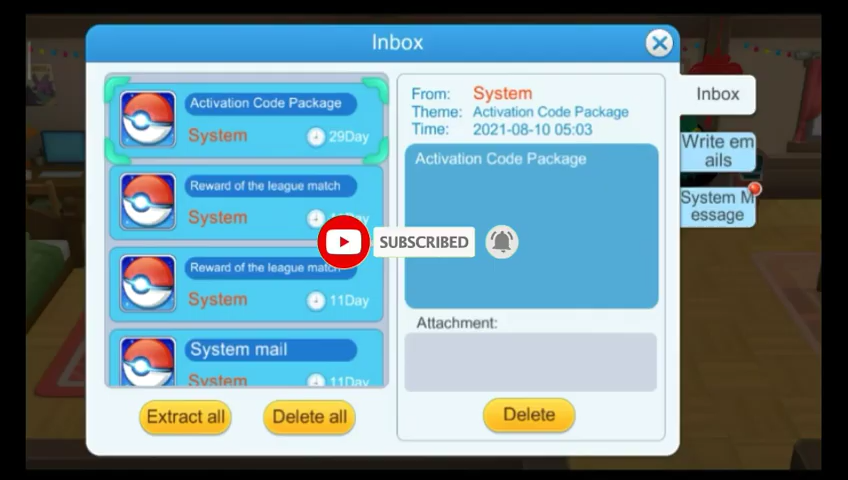 Inbox
Activation Code Package
System
29Day
Reward of the league match
System
Reward of the league match
System
11Day
System mail
System
11Day
Extract all
Delete all
From: System
Theme: Activation Code Package
Time: 2021-08-10 05:03
Activation Code Package
SUBSCRIBED
Attachment:
Delete
Inbox
Write em
ails
System M
essage